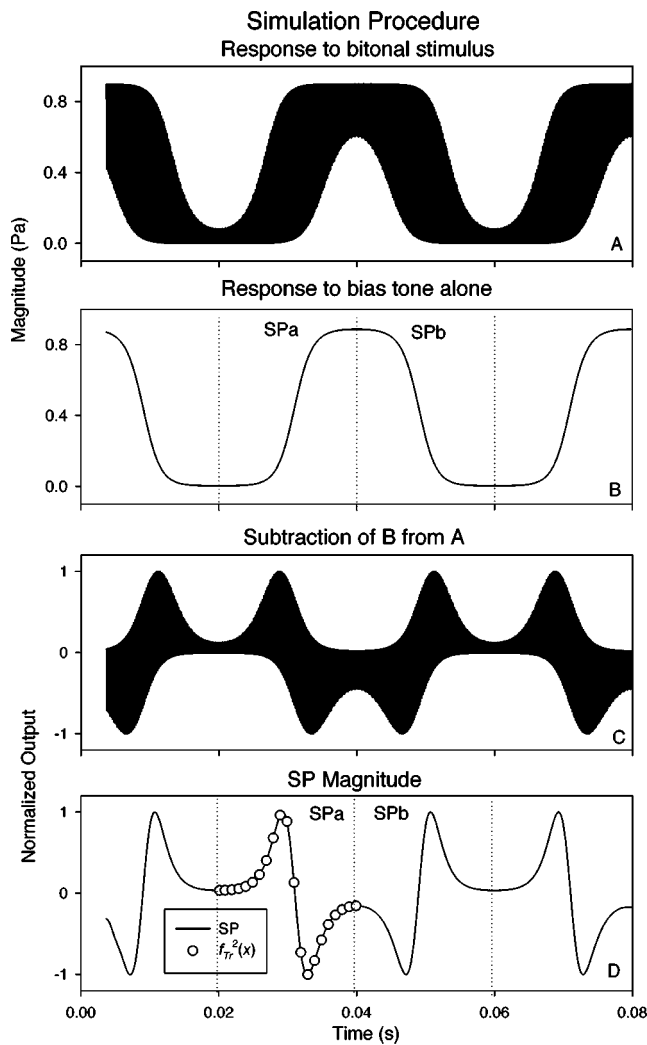 Simulation Procedure
Response to bitonal stimulus
0.8
0.4
0.0
A
Magnitude (Pa)
Response to bias tone alone
SPa
SPb
0.8
0.4
0.0
B
Subtraction of B from A
1
0
-1
C
Normalized Output
SP Magnitude
SPa
SPb
1
0
-1
SP
f_Tr²(x)
D
0.00
0.02
0.04
0.06
0.08
Time (s)